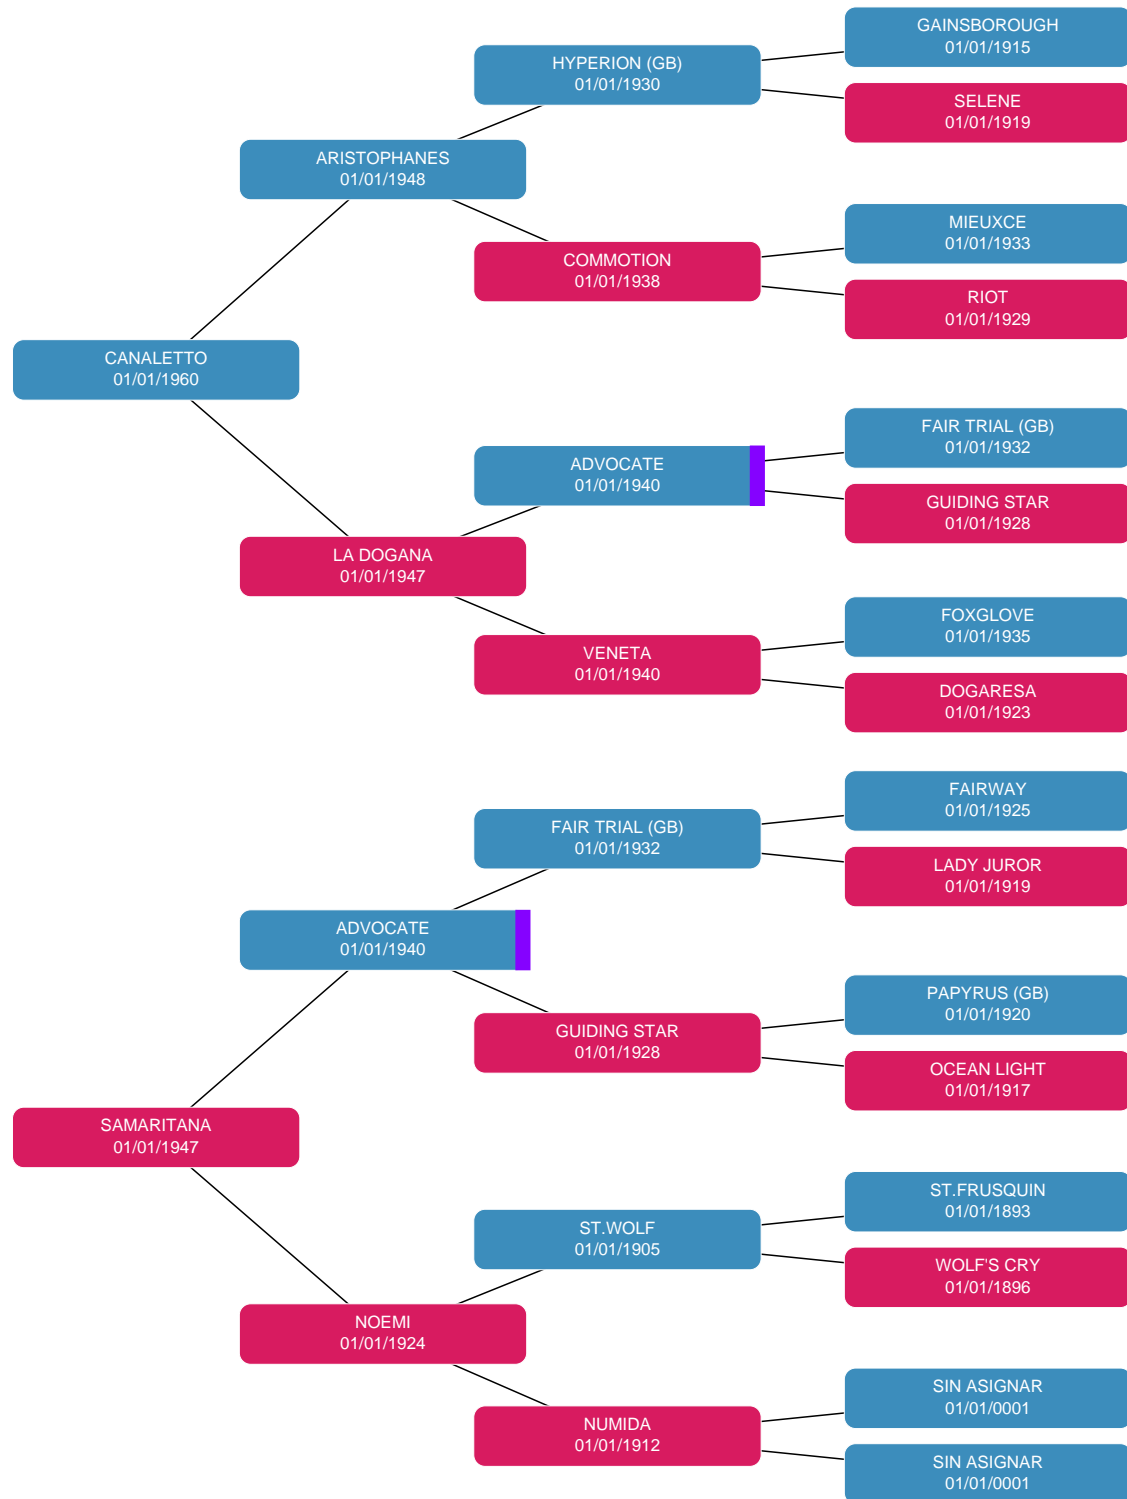 GAINSBOROUGH
01/01/1915
HYPERION (GB)
01/01/1930
SELENE
01/01/1919
ARISTOPHANES
01/01/1948
MIEUXCE
01/01/1933
COMMOTION
01/01/1938
RIOT
01/01/1929
CANALETTO
01/01/1960
FAIR TRIAL (GB)
01/01/1932
ADVOCATE
01/01/1940
GUIDING STAR
01/01/1928
LA DOGANA
01/01/1947
FOXGLOVE
01/01/1935
VENETA
01/01/1940
DOGARESA
01/01/1923
FAIRWAY
01/01/1925
FAIR TRIAL (GB)
01/01/1932
LADY JUROR
01/01/1919
ADVOCATE
01/01/1940
PAPYRUS (GB)
01/01/1920
GUIDING STAR
01/01/1928
OCEAN LIGHT
01/01/1917
SAMARITANA
01/01/1947
ST.FRUSQUIN
01/01/1893
ST.WOLF
01/01/1905
WOLF'S CRY
01/01/1896
NOEMI
01/01/1924
SIN ASIGNAR
01/01/0001
NUMIDA
01/01/1912
SIN ASIGNAR
01/01/0001